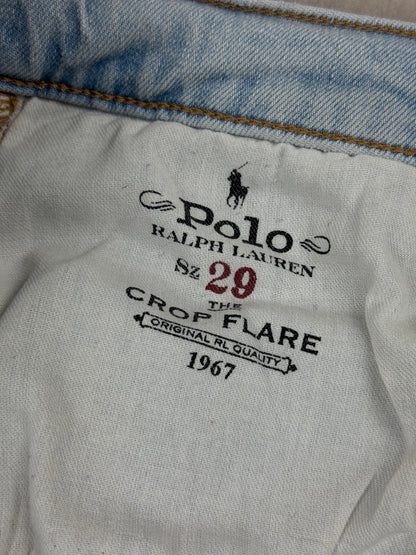 Polo
RALPH LAUREN
Sz 29
THE
CROP FLARE
ORIGINAL RL QUALITY
1967